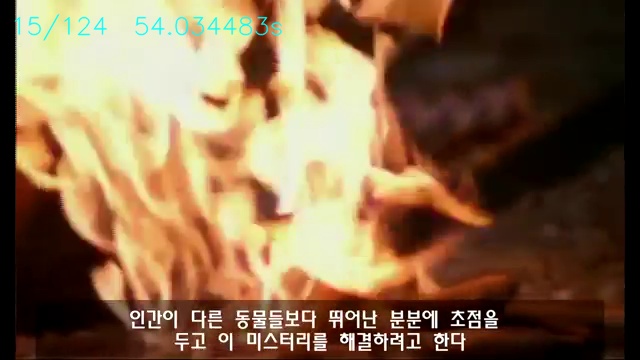 15/124 54.034483s
인간이 다른 동물들보다 뛰어난 분분에 초점을
두고 이 미스터리를 해결하려고 한다